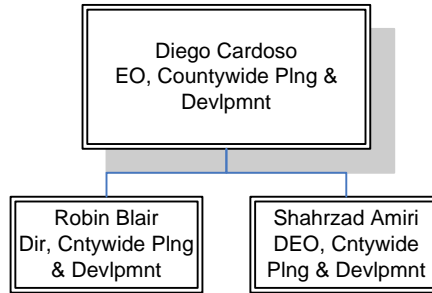 Diego Cardoso
EO, Countywide Plng &
Devlpmnt
Robin Blair
Dir, Cntywide Plng
& Devlpmnt
Shahrzad Amiri
DEO, Cntywide
Plng & Devlpmnt